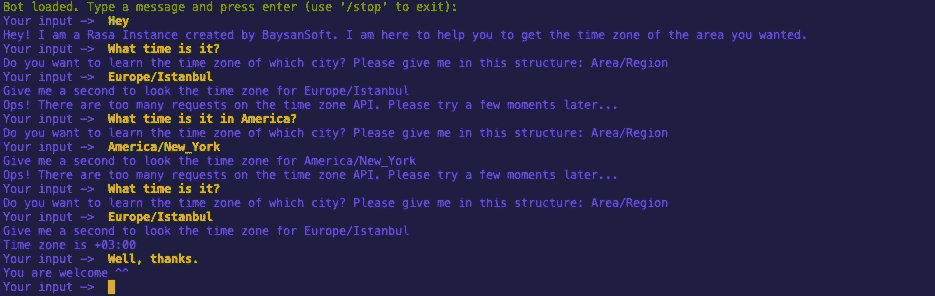 Bot loaded. Type a message and press enter (use '/stop' to exit):
Your input -> Hey
Hey! I am a Rasa Instance created by BaysanSoft. I am here to help you to get the time zone of the area you wanted.
Your input -> What time is it?
Do you want to learn the time zone of which city? Please give me in this structure: Area/Region
Your input -> Europe/Istanbul
Give me a second to look the time zone for Europe/Istanbul
Ops! There are too many requests on the time zone API. Please try a few moments later...
Your input -> What time is it in America?
Do you want to learn the time zone of which city? Please give me in this structure: Area/Region
Your input -> America/New_York
Give me a second to look the time zone for America/New_York
Ops! There are too many requests on the time zone API. Please try a few moments later...
Your input -> What time is it?
Do you want to learn the time zone of which city? Please give me in this structure: Area/Region
Your input -> Europe/Istanbul
Give me a second to look the time zone for Europe/Istanbul
Time zone is +03:00
Your input -> Well, thanks.
You are welcome ^^
Your input ->